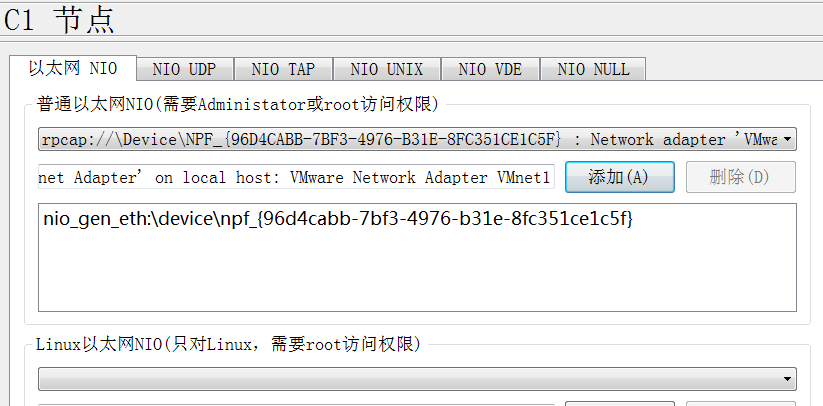 C1 节点
以太网 NIO NIO UDP NIO TAP NIO UNIX NIO VDE NIO NULL
普通以太网NIO(需要Administator或root访问权限)
rpcap://\Device\NPF_{96D4CABB-7BF3-4976-B31E-8FC351CE1C5F} : Network adapter 'VMwa
net Adapter' on local host: VMware Network Adapter VMnet1 添加(A) 删除(D)
nio_gen_eth:\device\npf_{96d4cabb-7bf3-4976-b31e-8fc351ce1c5f}
Linux以太网NIO(只对Linux，需要root访问权限)